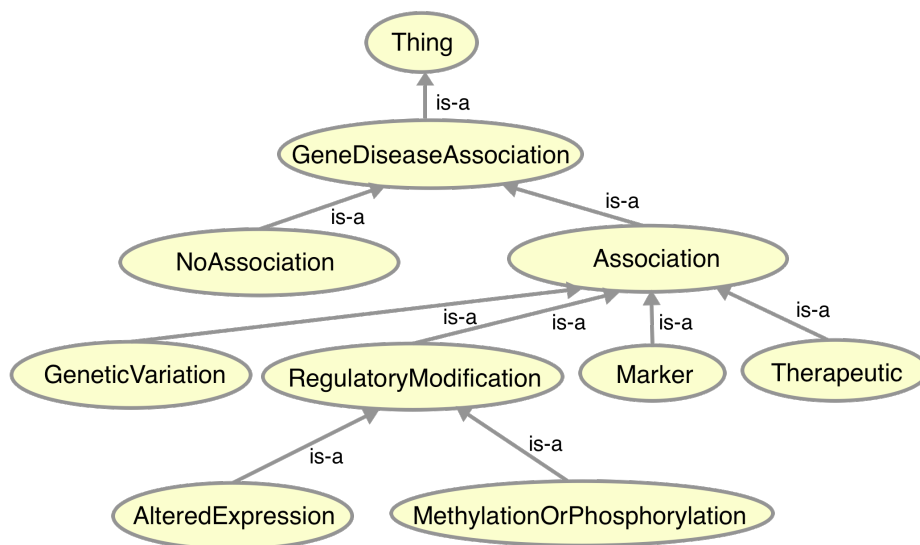 Thing
is-a
GeneDiseaseAssociation
is-a
is-a
NoAssociation
Association
is-a
is-a
is-a
is-a
GeneticVariation
RegulatoryModification
Marker
Therapeutic
is-a
is-a
AlteredExpression
MethylationOrPhosphorylation